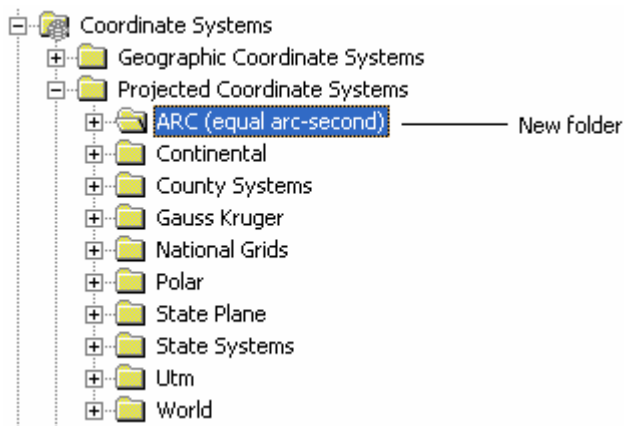 Coordinate Systems
Geographic Coordinate Systems
Projected Coordinate Systems
ARC (equal arc-second) New folder
Continental
County Systems
Gauss Kruger
National Grids
Polar
State Plane
State Systems
Utm
World